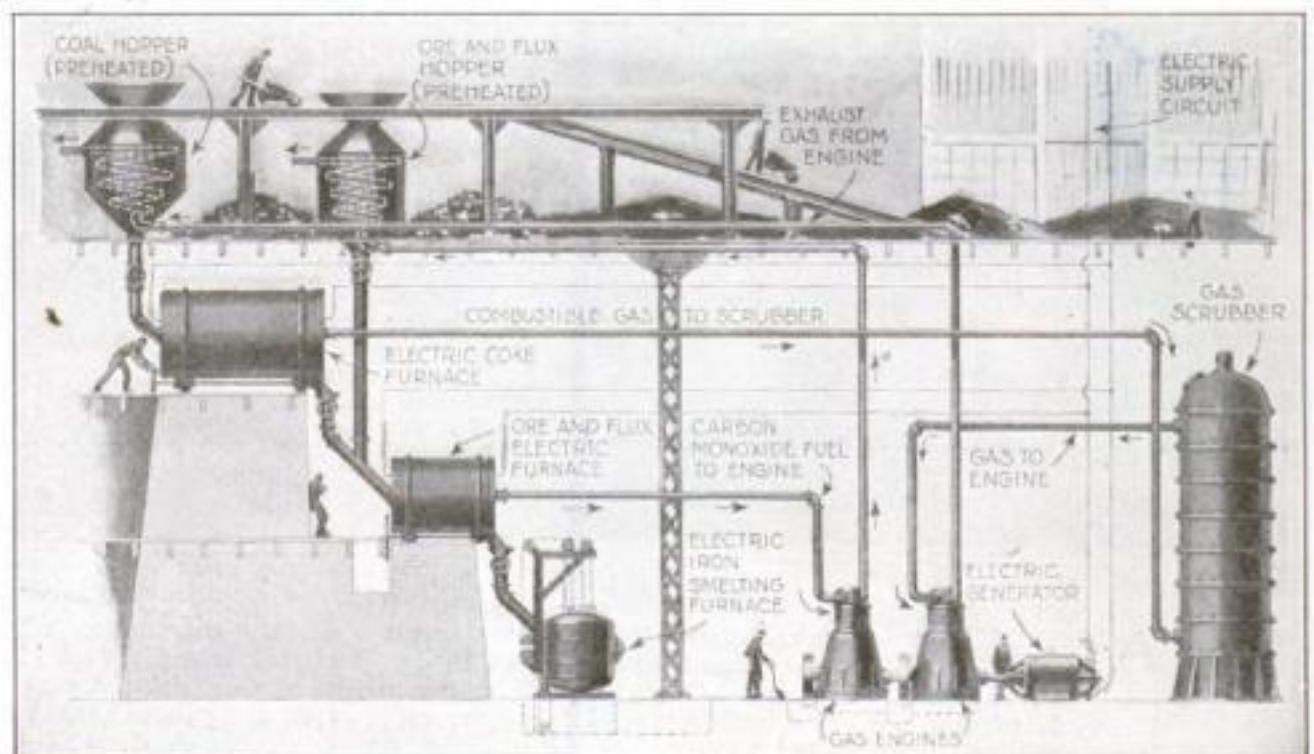 COAL HOPPER
(PREHEATED)
ORE AND FLUX
HOPPER
(PREHEATED)
EXHAUST
GAS FROM
ENGINE
ELECTRIC
SUPPLY
CIRCUIT
COMBUSTIBLE GAS TO SCRUBBER
GAS
SCRUBBER
ELECTRIC COKE
FURNACE
ORE AND FLUX
ELECTRIC
FURNACE
CARBON
MONOXIDE FUEL
TO ENGINE
GAS TO
ENGINE
ELECTRIC
IRON
SMELTING
FURNACE
ELECTRIC
GENERATOR
GAS ENGINES